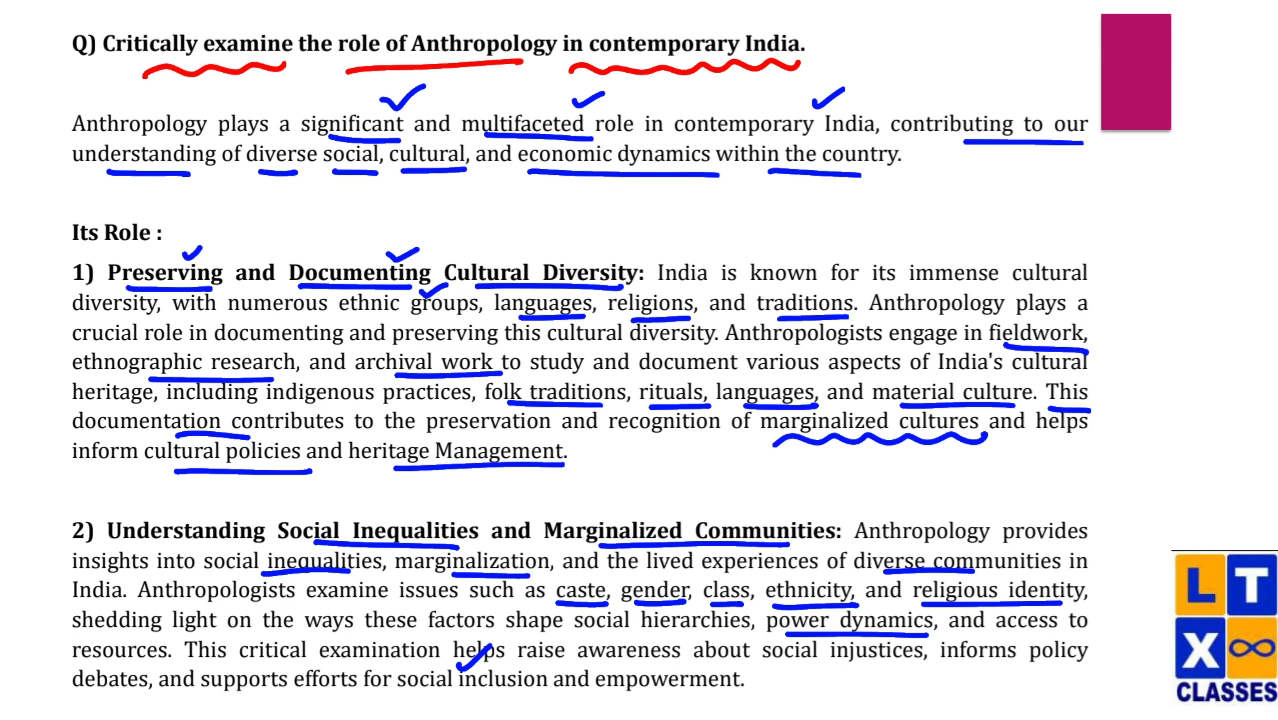 Q) Critically examine the role of Anthropology in contemporary India.
Anthropology plays a significant and multifaceted role in contemporary India, contributing to our
understanding of diverse social, cultural, and economic dynamics within the country.
Its Role :
1) Preserving and Documenting Cultural Diversity: India is known for its immense cultural
diversity, with numerous ethnic groups, languages, religions, and traditions. Anthropology plays a
crucial role in documenting and preserving this cultural diversity. Anthropologists engage in fieldwork,
ethnographic research, and archival work to study and document various aspects of India's cultural
heritage, including indigenous practices, folk traditions, rituals, languages, and material culture. This
documentation contributes to the preservation and recognition of marginalized cultures and helps
inform cultural policies and heritage Management.
2) Understanding Social Inequalities and Marginalized Communities: Anthropology provides
insights into social inequalities, marginalization, and the lived experiences of diverse communities in
India. Anthropologists examine issues such as caste, gender, class, ethnicity, and religious identity,
shedding light on the ways these factors shape social hierarchies, power dynamics, and access to
resources. This critical examination helps raise awareness about social injustices, informs policy
debates, and supports efforts for social inclusion and empowerment.
L T
X ∞
CLASSES